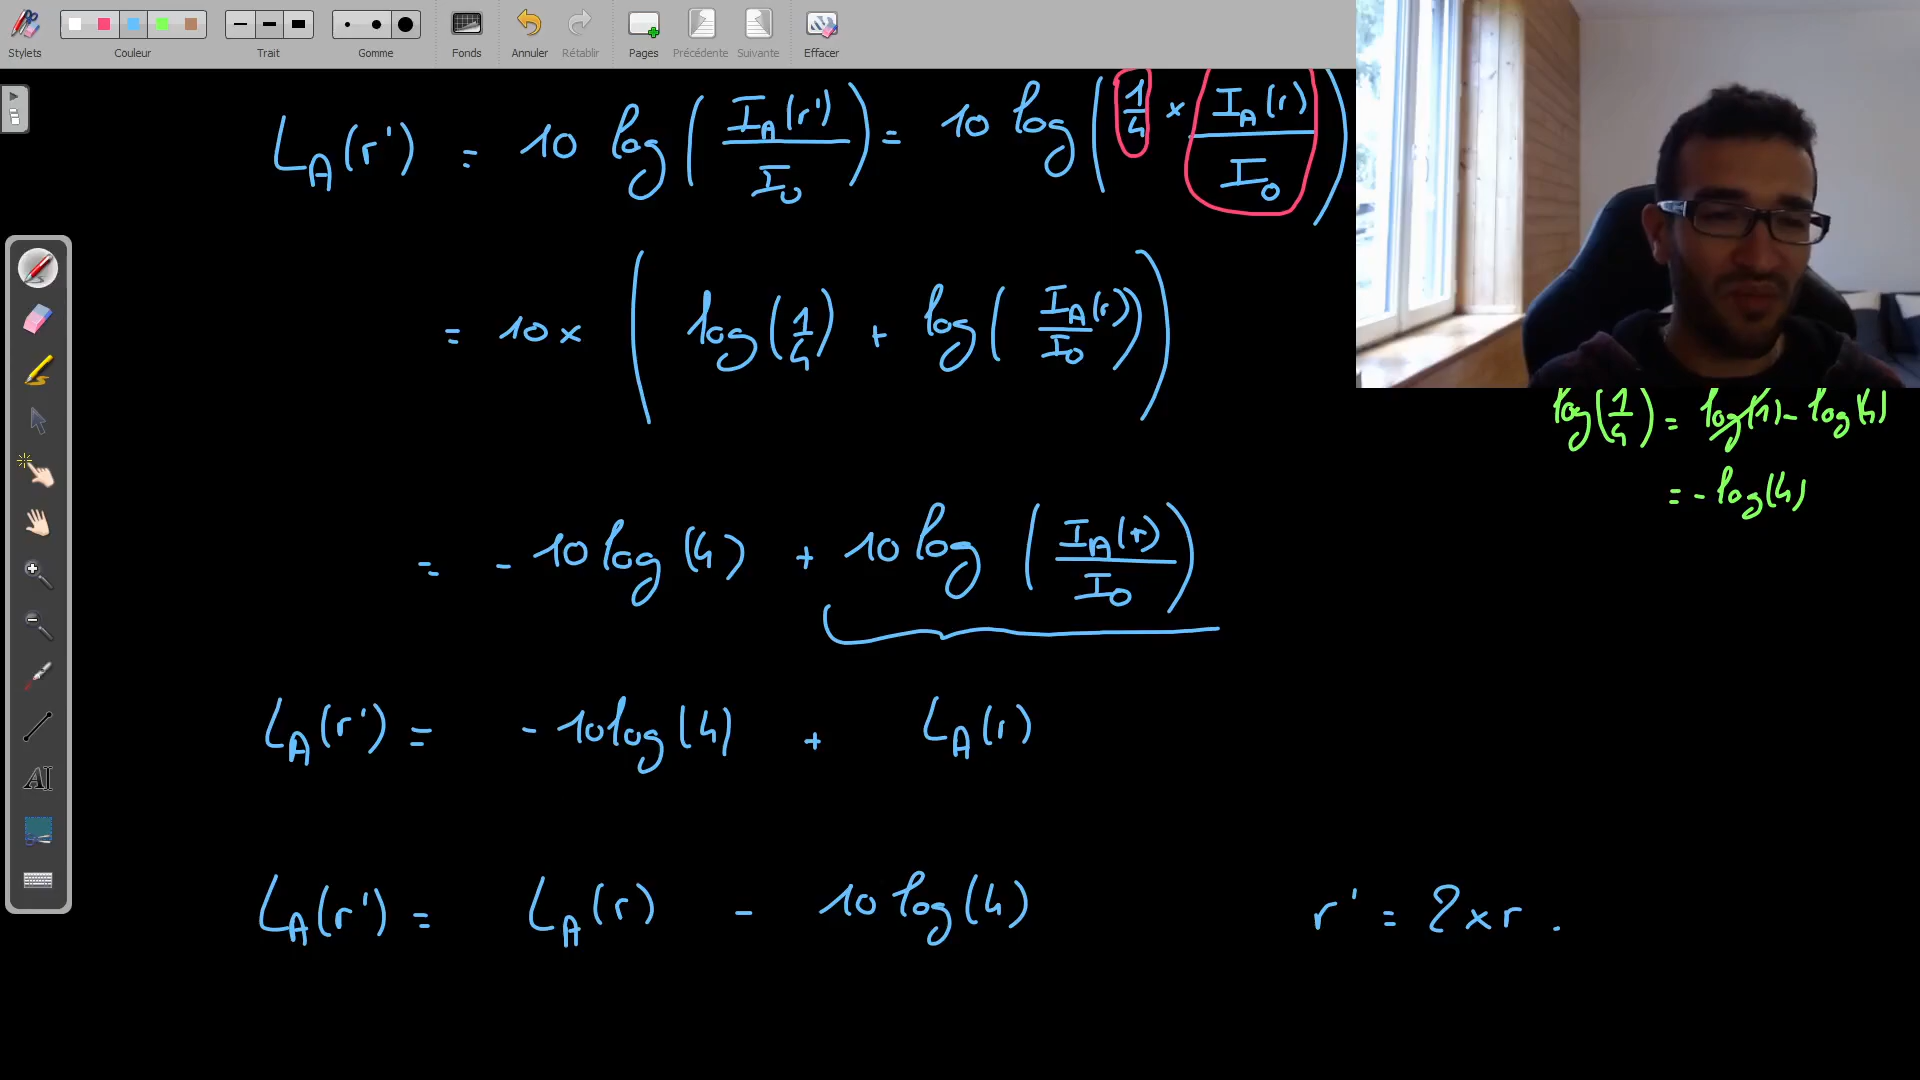 Stylets Couleur Trait Gomme Fonds Annuler Rétablir Pages Précédente Suivante Effacer
L_A(r') = 10 log(I_A(r')/I_0) = 10 log(1/4 × I_A(r)/I_0)
= 10 × (log(1/4) + log(I_A(r)/I_0))
log(1/4) = log(1) - log(4)
= - log(4)
= - 10 log(4) + 10 log(I_A(r)/I_0)
L_A(r') = - 10 log(4) + L_A(r)
AI
L_A(r') = L_A(r) - 10 log(4) r' = 2 × r .